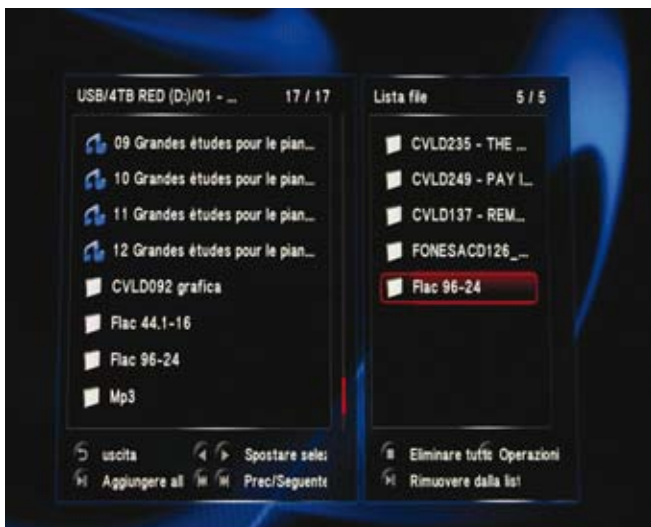 USB/4TB RED (D:)/01 - ... 17 / 17
09 Grandes études pour le pian...
10 Grandes études pour le pian...
11 Grandes études pour le pian...
12 Grandes études pour le pian...
CVLD092 grafica
Flac 44.1-16
Flac 96-24
Mp3
uscita Spostare selez
Aggiungere all Prec/Seguente
Lista file 5 / 5
CVLD235 - THE ...
CVLD249 - PAY I...
CVLD137 - REM...
FONESACD126_...
Flac 96-24
Eliminare tutto Operazioni
Rimuovere dalla list